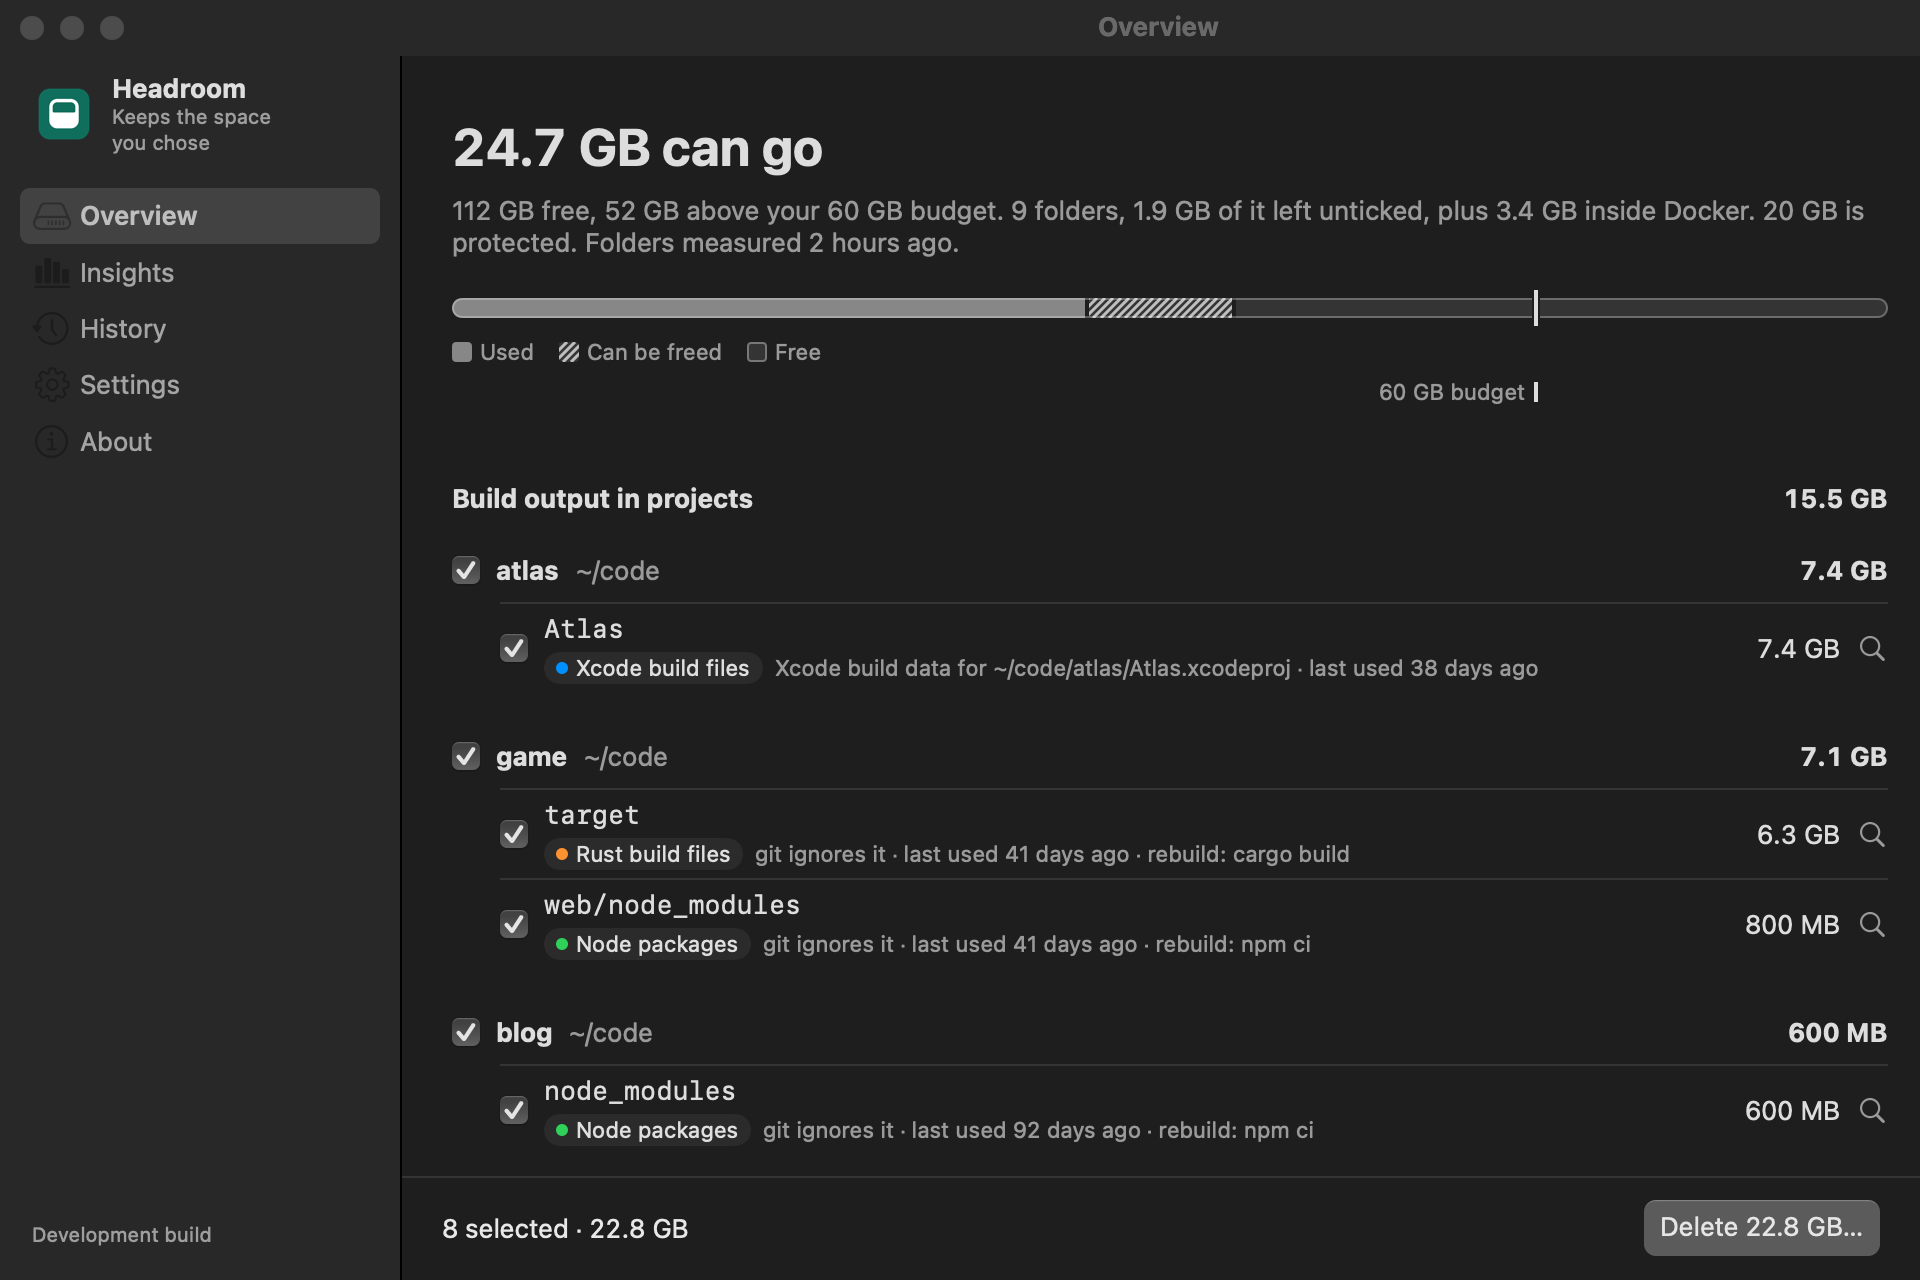 Overview
Headroom
Keeps the space
you chose
Overview
Insights
History
Settings
About
Development build
24.7 GB can go
112 GB free, 52 GB above your 60 GB budget. 9 folders, 1.9 GB of it left unticked, plus 3.4 GB inside Docker. 20 GB is
protected. Folders measured 2 hours ago.
Used Can be freed Free
60 GB budget
Build output in projects 15.5 GB
atlas ~/code 7.4 GB
Atlas
7.4 GB
Xcode build files Xcode build data for ~/code/atlas/Atlas.xcodeproj · last used 38 days ago
game ~/code 7.1 GB
target
6.3 GB
Rust build files git ignores it · last used 41 days ago · rebuild: cargo build
web/node_modules
800 MB
Node packages git ignores it · last used 41 days ago · rebuild: npm ci
blog ~/code 600 MB
node_modules
600 MB
Node packages git ignores it · last used 92 days ago · rebuild: npm ci
8 selected · 22.8 GB
Delete 22.8 GB...